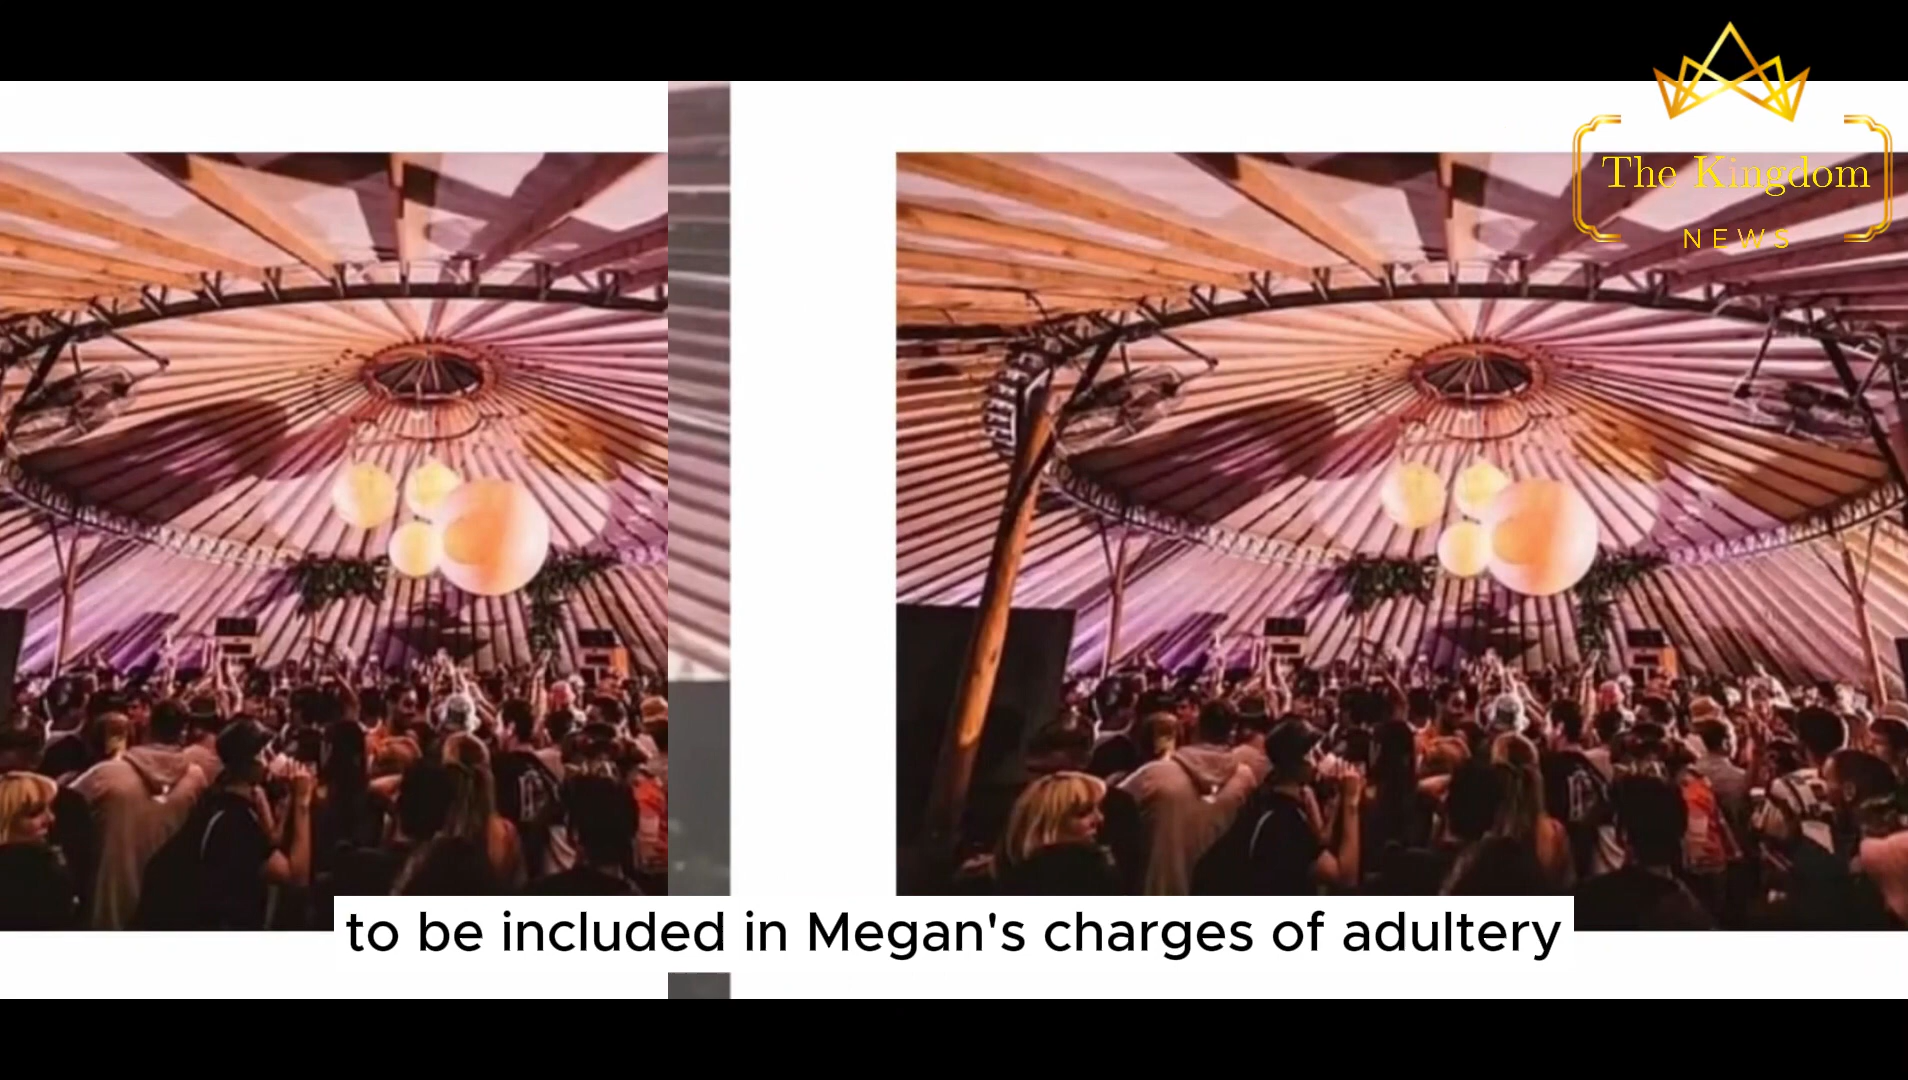 The Kingdom
NEWS
to be included in Megan's charges of adultery